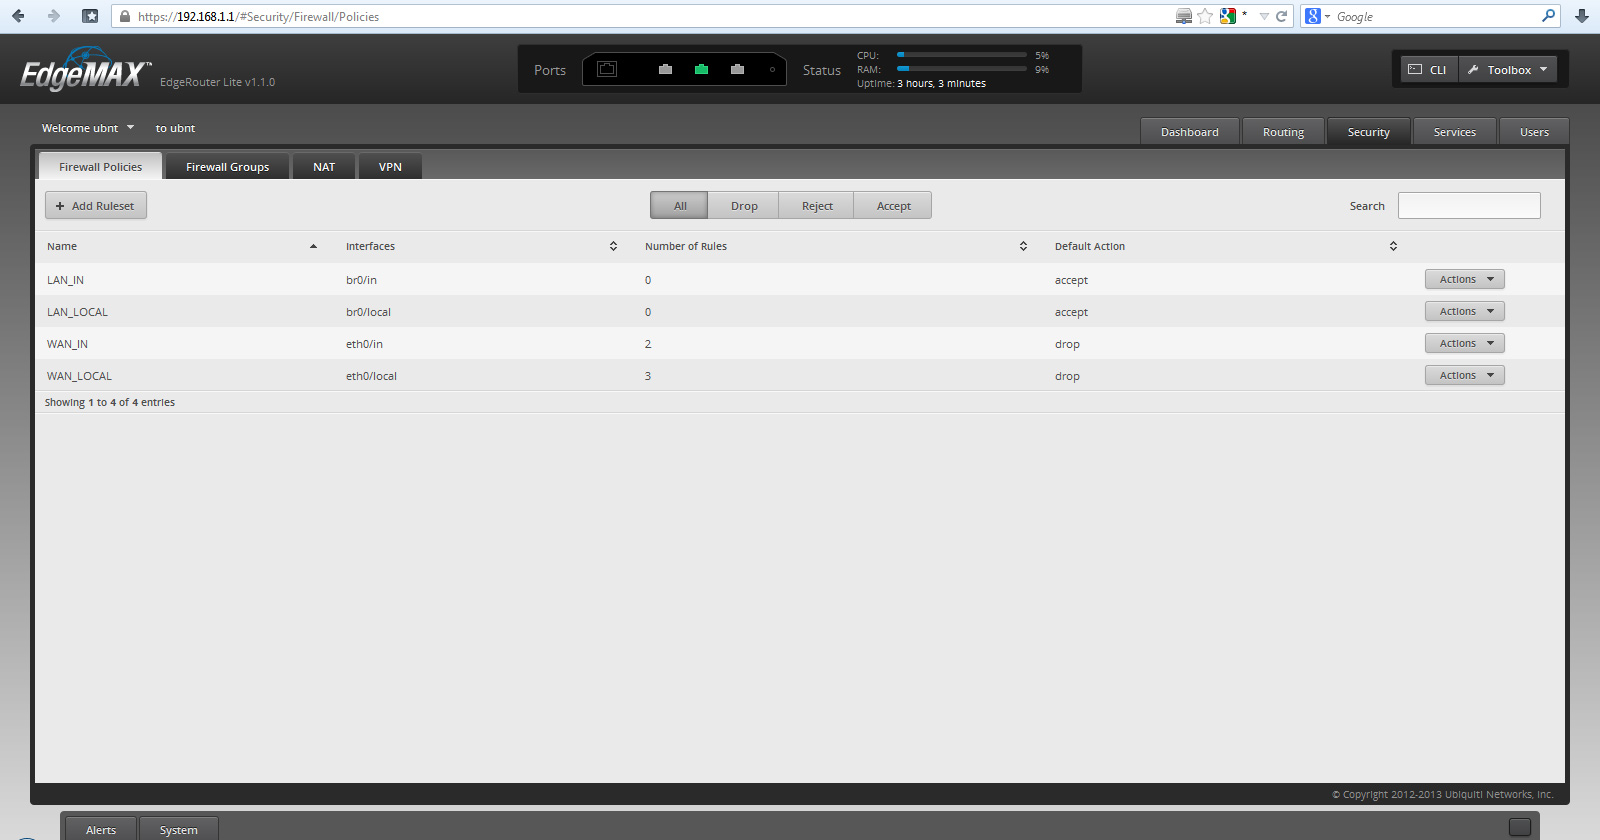 https://192.168.1.1/#Security/Firewall/Policies
8 Google
EdgeMAX™ EdgeRouter Lite v1.1.0
Ports
Status
CPU: 5%
RAM: 9%
Uptime: 3 hours, 3 minutes
CLI Toolbox
Welcome ubnt to ubnt
Dashboard Routing Security Services Users
Firewall Policies Firewall Groups NAT VPN
+ Add Ruleset All Drop Reject Accept Search
Name Interfaces Number of Rules Default Action
LAN_IN br0/in 0 accept Actions
LAN_LOCAL br0/local 0 accept Actions
WAN_IN eth0/in 2 drop Actions
WAN_LOCAL eth0/local 3 drop Actions
Showing 1 to 4 of 4 entries
© Copyright 2012-2013 Ubiquiti Networks, Inc.
Alerts System